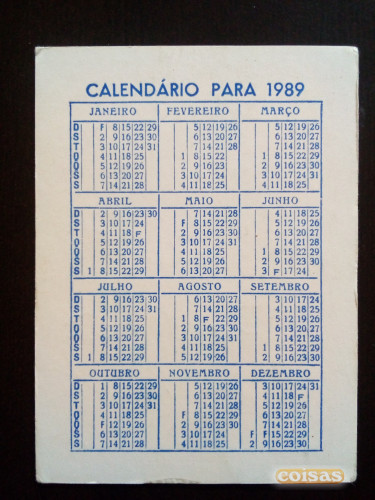 CALENDÁRIO PARA 1989
JANEIRO FEVEREIRO MARÇO
D F 8 15 22 29 5 12 19 26 5 12 19 26
S 2 9 16 23 30 6 13 20 27 6 13 20 27
T 3 10 17 24 31 7 14 21 28 7 14 21 28
Q 4 11 18 25 1 8 15 22 1 8 15 22 29
Q 5 12 19 26 2 9 16 23 2 9 16 23 30
S 6 13 20 27 3 10 17 24 3 10 17 24 31
S 7 14 21 28 4 11 18 25 4 11 18 25
ABRIL MAIO JUNHO
D 2 9 16 23 30 7 14 21 28 4 11 18 25
S 3 10 17 24 F 8 15 22 29 5 12 19 26
T 4 11 18 F 2 9 16 23 30 6 13 20 27
Q 5 12 19 26 3 10 17 24 31 7 14 21 28
Q 6 13 20 27 4 11 18 25 1 8 15 22 29
S 7 14 21 28 5 12 19 26 2 9 16 23 30
S 1 8 15 22 29 6 13 20 27 3 F 17 24
JULHO AGOSTO SETEMBRO
D 2 9 16 23 30 6 13 20 27 3 10 17 24
S 3 10 17 24 31 7 14 21 28 4 11 18 25
T 4 11 18 25 1 8 F 22 29 5 12 19 26
Q 5 12 19 26 2 9 16 23 30 6 13 20 27
Q 6 13 20 27 3 10 17 24 31 7 14 21 28
S 7 14 21 28 4 11 18 25 1 8 15 22 29
S 1 8 15 22 29 5 12 19 26 2 9 16 23 30
OUTUBRO NOVEMBRO DEZEMBRO
D 1 8 15 22 29 5 12 19 26 3 10 17 24 31
S 2 9 16 23 30 6 13 20 27 4 11 18 F
T 3 10 17 24 31 7 14 21 28 5 12 19 26
Q 4 11 18 25 F 8 15 22 29 6 13 20 27
Q F 12 19 26 2 9 16 23 30 7 14 21 28
S 6 13 20 27 3 10 17 24 F F 15 22 29
S 7 14 21 28 4 11 18 25 2 9 16 23 30
coisas